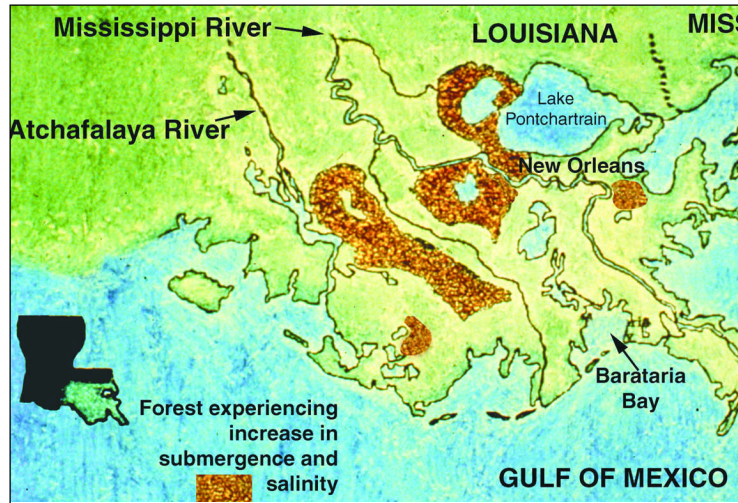 Mississippi River
LOUISIANA
MISS
Atchafalaya River
Lake
Pontchartrain
New Orleans
Barataria
Bay
Forest experiencing
increase in
submergence and
salinity
GULF OF MEXICO